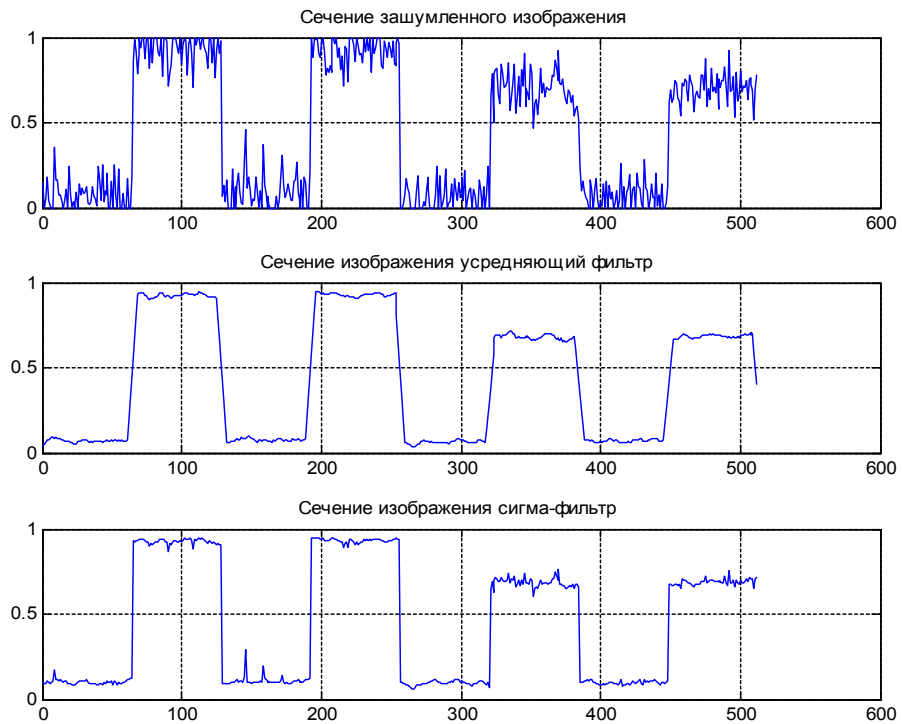 Сечение зашумленного изображения
1
0.5
0
0 100 200 300 400 500 600
Сечение изображения усредняющий фильтр
1
0.5
0
0 100 200 300 400 500 600
Сечение изображения сигма-фильтр
1
0.5
0
0 100 200 300 400 500 600